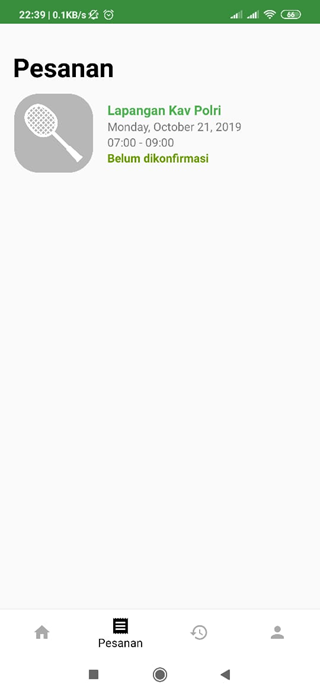 22:39 | 0.1KB/s
66
Pesanan
Lapangan Kav Polri
Monday, October 21, 2019
07:00 - 09:00
Belum dikonfirmasi
Pesanan